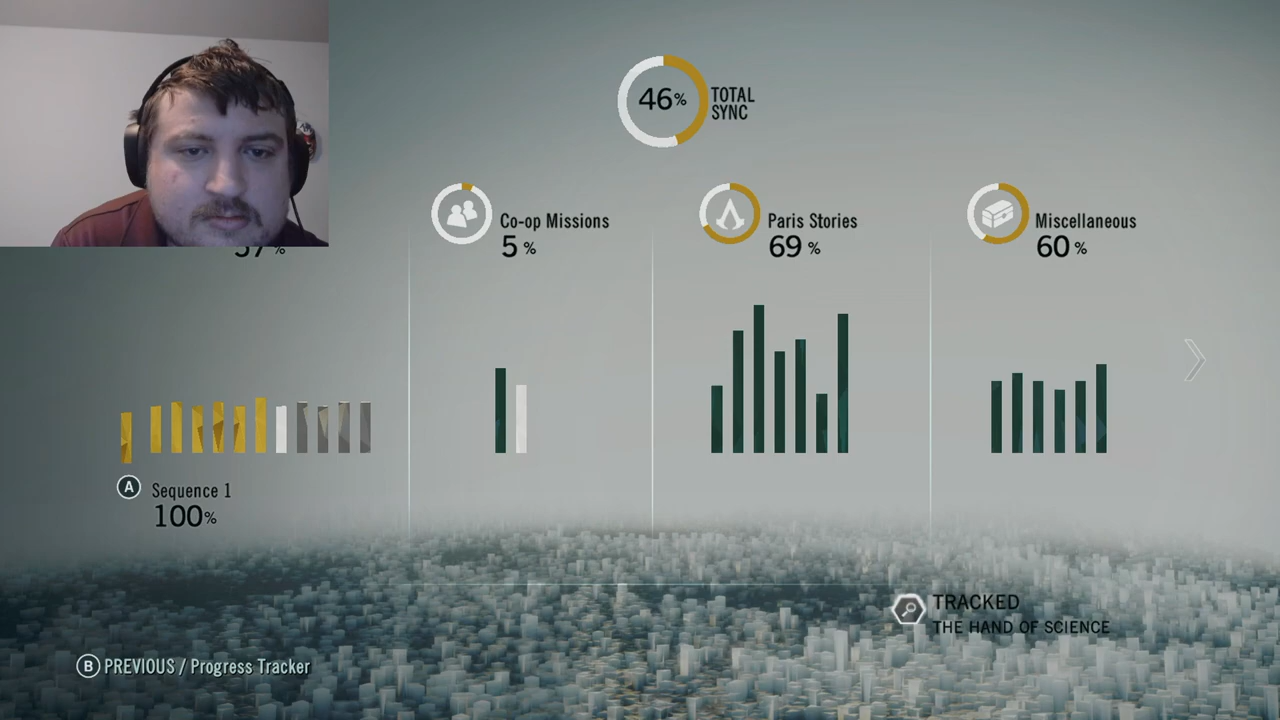 46% TOTAL
SYNC
Co-op Missions
5 %
Paris Stories
69 %
Miscellaneous
60 %
57 %
A Sequence 1
100%
TRACKED
THE HAND OF SCIENCE
B PREVIOUS / Progress Tracker